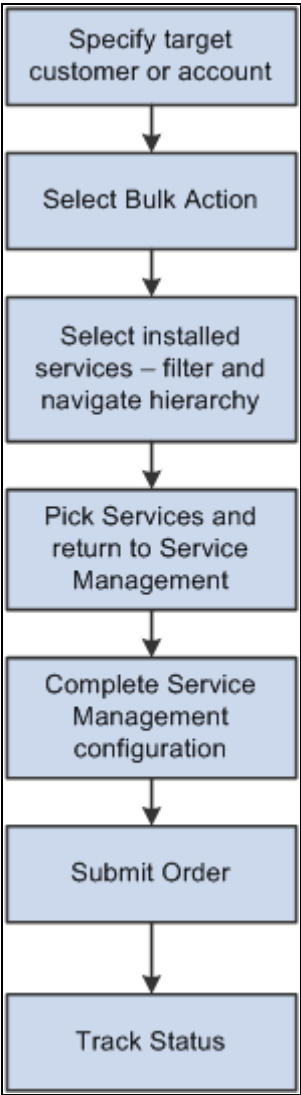 Specify target
customer or account
Select Bulk Action
Select installed
services – filter and
navigate hierarchy
Pick Services and
return to Service
Management
Complete Service
Management
configuration
Submit Order
Track Status